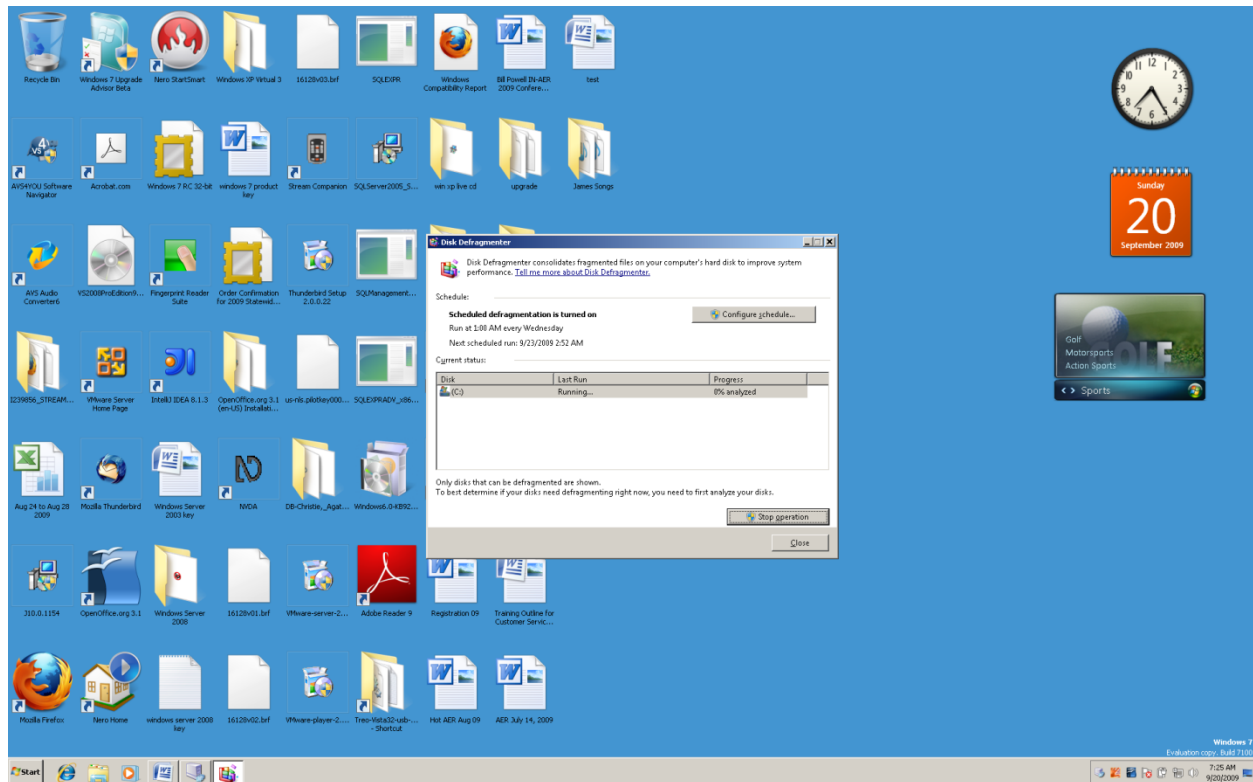 Recycle Bin
Windows 7 Upgrade
Advisor Beta
Nero StartSmart
Windows XP Virtual 3
16128v03.brf
SQLEXPR
Windows
Compatibility Report
Bill Powell IN-AER
2009 Confere...
test
AVS4YOU Software
Navigator
Acrobat.com
Windows 7 RC 32-bit
windows 7 product
key
Stream Companion
SQLServer2005_S...
win xp live cd
upgrade
James Songs
AVS Audio
Converter6
VS2008ProEdition9...
Fingerprint Reader
Suite
Order Confirmation
for 2009 Statewid...
Thunderbird Setup
2.0.0.22
SQLManagement...
I239856_STREAM...
VMware Server
Home Page
IntelliJ IDEA 8.1.3
OpenOffice.org 3.1
(en-US) Installati...
us-nis.pilotkey000...
SQLEXPRADV_x86...
Aug 24 to Aug 28
2009
Mozilla Thunderbird
Windows Server
2003 key
NVDA
DB-Christie,_Agat...
Windows6.0-KB92...
J10.0.1154
OpenOffice.org 3.1
Windows Server
2008
16128v01.brf
VMware-server-2...
Adobe Reader 9
Registration 09
Training Outline for
Customer Servic...
Mozilla Firefox
Nero Home
windows server 2008
key
16128v02.brf
VMware-player-2....
Treo-Vista32-usb-...
- Shortcut
Hot AER Aug 09
AER July 14, 2009
Disk Defragmenter
Disk Defragmenter consolidates fragmented files on your computer's hard disk to improve system
performance. Tell me more about Disk Defragmenter.
Schedule:
Scheduled defragmentation is turned on
Configure schedule...
Run at 1:00 AM every Wednesday
Next scheduled run: 9/23/2009 2:52 AM
Current status:
Disk Last Run Progress
(C:) Running... 0% analyzed
Only disks that can be defragmented are shown.
To best determine if your disks need defragmenting right now, you need to first analyze your disks.
Stop operation
Close
12
1
2
3
4
6
7
8
9
10
11
Sunday
20
September 2009
Golf
Motorsports
Action Sports
Sports
Windows 7
Evaluation copy. Build 7100
Start
7:25 AM
9/20/2009